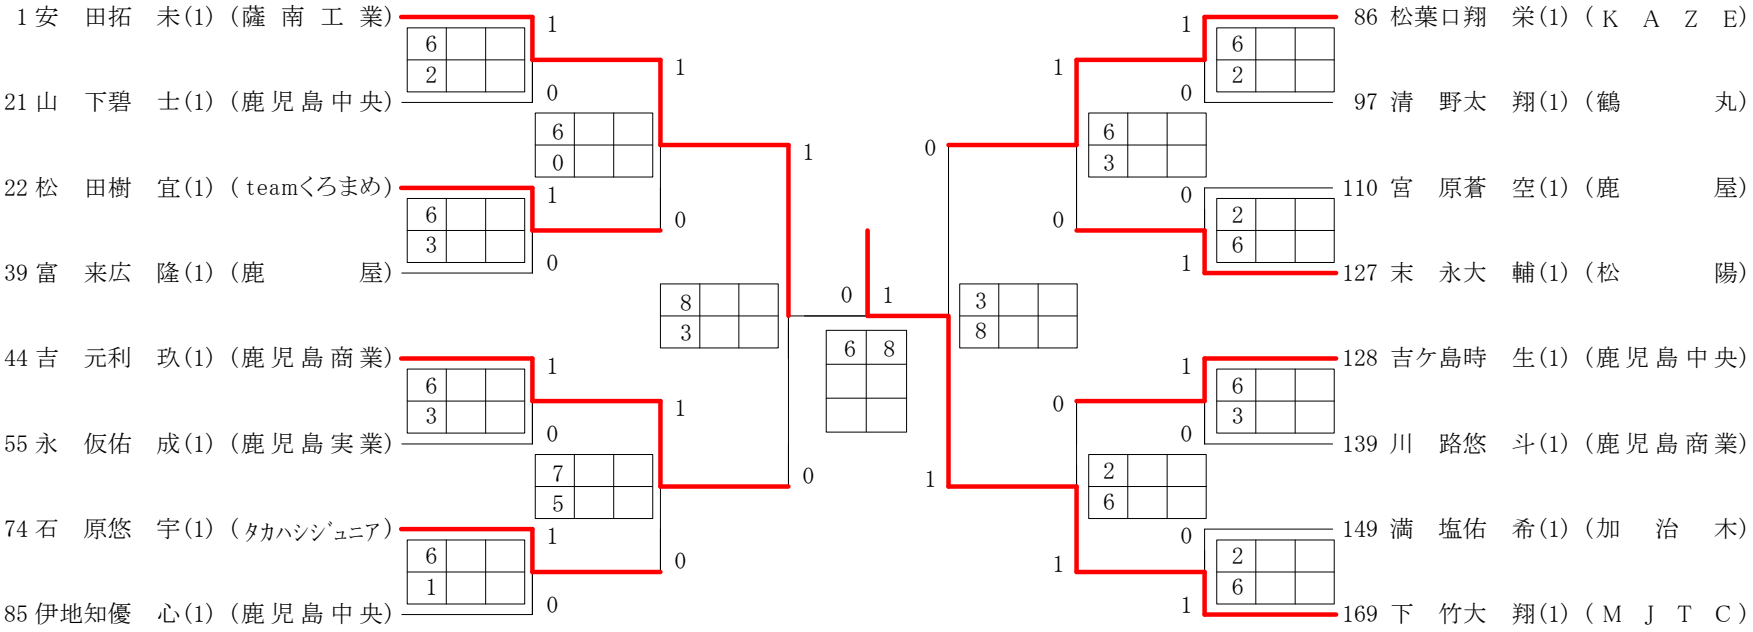 1 安　田拓　未(1) (薩 南 工 業) 1 1 86 松葉口翔　栄(1) (K A Z E)
6 6
2 1 1 2
21 山　下碧　士(1) (鹿児島中央) 0 0 97 清　野太　翔(1) (鶴　丸)
6 6
0 1 0 3
22 松　田樹　宜(1) (teamくろまめ) 1 0 110 宮　原蒼　空(1) (鹿　屋)
6 2
3 0 0 6
39 富　来広　隆(1) (鹿　屋) 0 1 127 末　永大　輔(1) (松　陽)
8 0 1 3
3 8
6 8
44 吉　元利　玖(1) (鹿児島商業) 1 1 128 吉ケ島時　生(1) (鹿児島中央)
6 6
3 1 0 3
55 永　仮佑　成(1) (鹿児島実業) 0 0 139 川　路悠　斗(1) (鹿児島商業)
7 2
5 0 1 6
74 石　原悠　宇(1) (タカハシジュニア) 1 0 149 満　塩佑　希(1) (加　治　木)
6 2
1 0 1 6
85 伊地知優　心(1) (鹿児島中央) 0 1 169 下　竹大　翔(1) (M J T C)